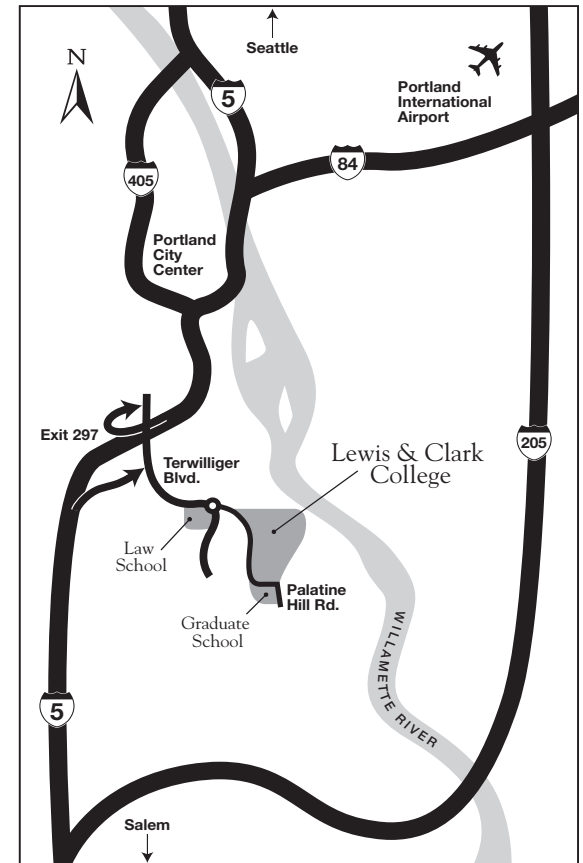 Seattle
N
5
Portland
International
Airport
84
405
Portland
City
Center
Exit 297
205
Lewis & Clark
College
Terwilliger
Blvd.
Law
School
Palatine
Hill Rd.
Graduate
School
WILLAMETTE RIVER
5
Salem